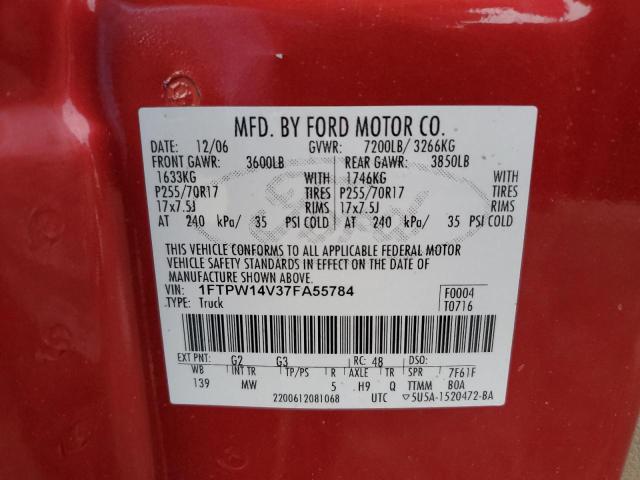 MFD. BY FORD MOTOR CO.
DATE: 12/06 GVWR: 7200LB/ 3266KG
FRONT GAWR: 3600LB REAR GAWR: 3850LB
1633KG WITH 1746KG WITH
P255/70R17 TIRES P255/70R17 TIRES
17x7.5J RIMS 17x7.5J RIMS
AT 240 kPa/ 35 PSI COLD AT 240 kPa/ 35 PSI COLD
THIS VEHICLE CONFORMS TO ALL APPLICABLE FEDERAL MOTOR
VEHICLE SAFETY STANDARDS IN EFFECT ON THE DATE OF
MANUFACTURE SHOWN ABOVE.
VIN: 1FTPW14V37FA55784 F0004
TYPE: Truck T0716
EXT PNT: G2 G3 RC: 48 DSO:
WB INT TR TP/PS R AXLE TR SPR 7F61F
139 MW 5 H9 Q TTMM BOA
2200612081068 UTC ▽5U5A-1520472-BA